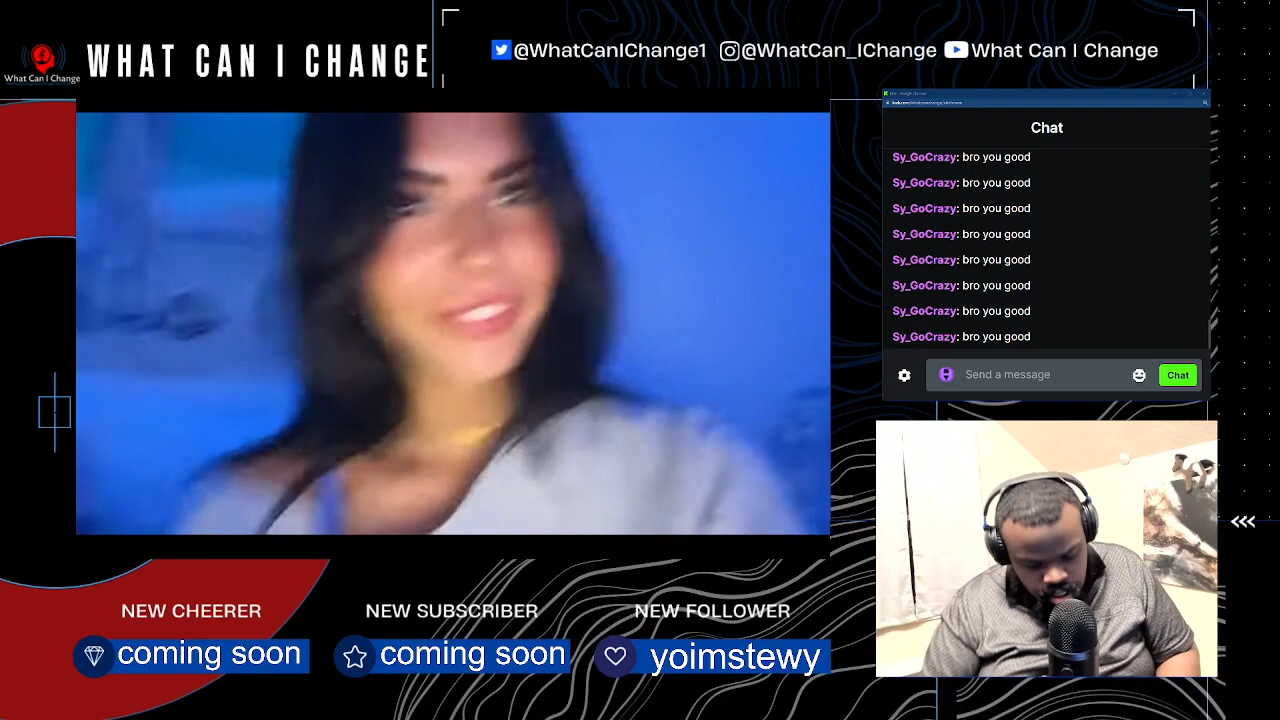 What Can I Change
WHAT CAN I CHANGE
@WhatCanIChange1 @WhatCan_IChange What Can I Change
Chat
Sy_GoCrazy: bro you good
Sy_GoCrazy: bro you good
Sy_GoCrazy: bro you good
Sy_GoCrazy: bro you good
Sy_GoCrazy: bro you good
Sy_GoCrazy: bro you good
Sy_GoCrazy: bro you good
Sy_GoCrazy: bro you good
Send a message
Chat
NEW CHEERER
NEW SUBSCRIBER
NEW FOLLOWER
coming soon
coming soon
yoimstewy